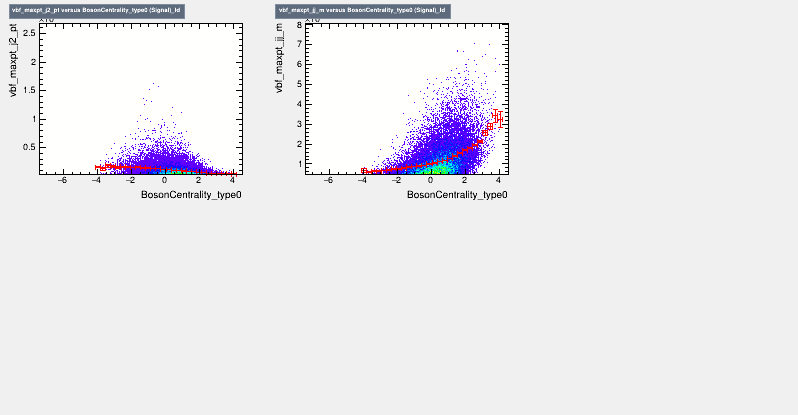 vbf_maxpt_j2_pt versus BosonCentrality_type0 (Signal)_Id
vbf_maxpt_j2_pt
2.5
2
1.5
1
0.5
−6 −4 −2 0 2 4
BosonCentrality_type0
vbf_maxpt_jj_m versus BosonCentrality_type0 (Signal)_Id
vbf_maxpt_jj_m
8
7
6
5
4
3
2
1
−6 −4 −2 0 2 4
BosonCentrality_type0